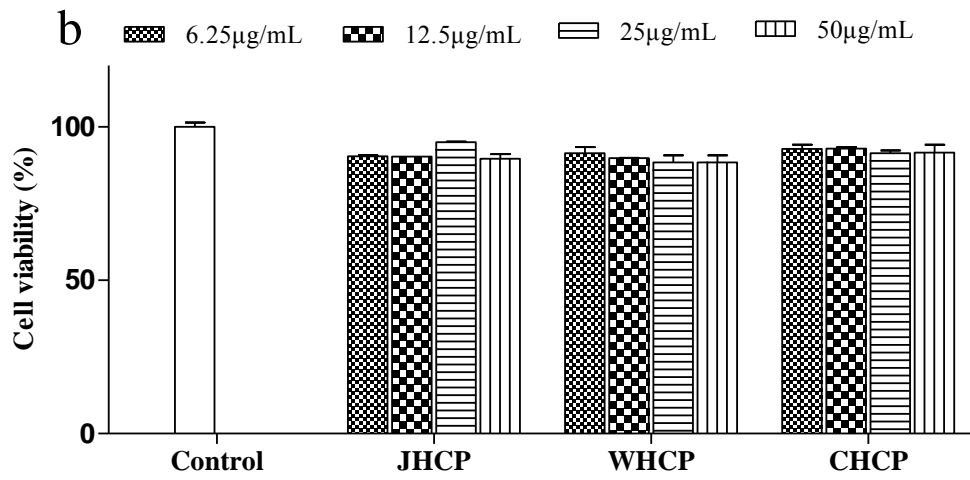 b 6.25µg/mL 12.5µg/mL 25µg/mL 50µg/mL
Cell viability (%)
100
50
0
Control JHCP WHCP CHCP